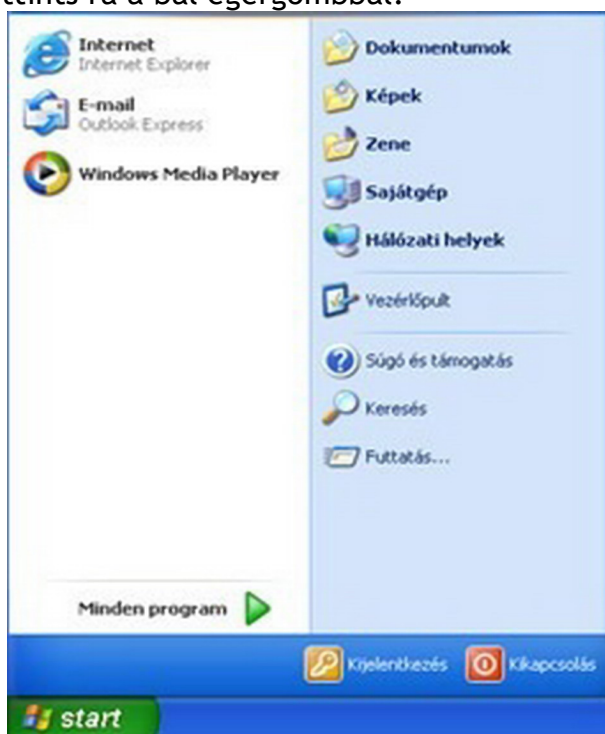 rá a bal egérgombbal.
Internet
Internet Explorer
E-mail
Outlook Express
Windows Media Player
Minden program
Dokumentumok
Képek
Zene
Sajátgép
Hálózati helyek
Vezérlőpult
Súgó és támogatás
Keresés
Futtatás...
Kijelentkezés
Kikapcsolás
start